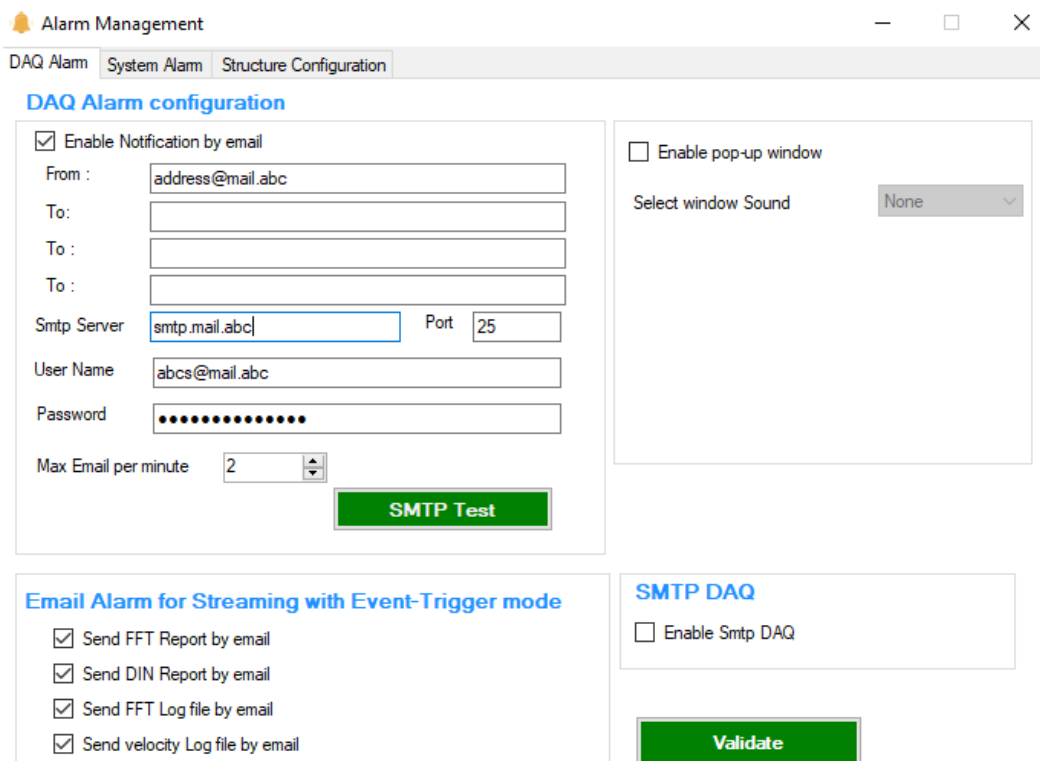 Alarm Management
DAQ Alarm System Alarm Structure Configuration
DAQ Alarm configuration
Enable Notification by email
From : address@mail.abc
To:
To :
To :
Smtp Server smtp.mail.abc Port 25
User Name abcs@mail.abc
Password ••••••••••••••
Max Email per minute 2
SMTP Test
Enable pop-up window
Select window Sound None
Email Alarm for Streaming with Event-Trigger mode
Send FFT Report by email
Send DIN Report by email
Send FFT Log file by email
Send velocity Log file by email
SMTP DAQ
Enable Smtp DAQ
Validate